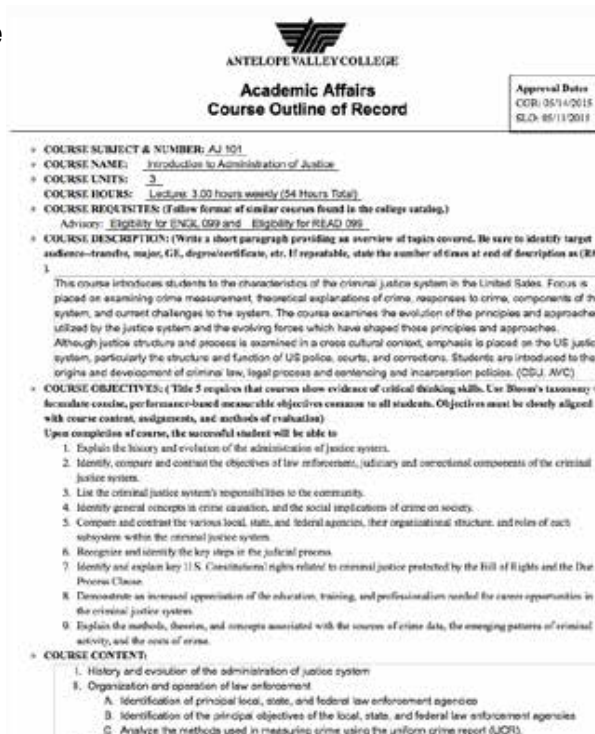 e
ANTELOPE VALLEY COLLEGE
Academic Affairs
Course Outline of Record
Approval Dates
COR: 05/14/2015
SLO: 05/11/2015
COURSE SUBJECT & NUMBER: AJ 101
COURSE NAME: Introduction to Administration of Justice
COURSE UNITS: 3
COURSE HOURS: Lecture: 3.00 hours weekly (54 Hours Total)
COURSE REQUISITES: (Follow format of similar courses found in the college catalog.)
Advisory: Eligibility for ENGL 099 and Eligibility for READ 099
COURSE DESCRIPTION: (Write a short paragraph providing an overview of topics covered. Be sure to identify target
audience--transfer, major, GE, degree/certificate, etc. If repeatable, state the number of times at end of description as (R
).
This course introduces students to the characteristics of the criminal justice system in the United Sates. Focus is
placed on examining crime measurement, theoretical explanations of crime, responses to crime, components of th
system, and current challenges to the system. The course examines the evolution of the principles and approache
utilized by the justice system and the evolving forces which have shaped those principles and approaches.
Although justice structure and process is examined in a cross cultural context, emphasis is placed on the US justic
system, particularly the structure and function of US police, courts, and corrections. Students are introduced to the
origins and development of criminal law, legal process and sentencing and incarceration policies. (CSU, AVC)
COURSE OBJECTIVES: ( Title 5 requires that courses show evidence of critical thinking skills. Use Bloom's taxonomy
formulate concise, performance-based measurable objectives common to all students. Objectives must be closely aligned
with course content, assignments, and methods of evaluation)
Upon completion of course, the successful student will be able to
1. Explain the history and evolution of the administration of justice system.
2. Identify, compare and contrast the objectives of law enforcement, judiciary and correctional components of the criminal
justice system.
3. List the criminal justice system's responsibilities to the community.
4. Identify general concepts in crime causation, and the social implications of crime on society.
5. Compare and contrast the various local, state, and federal agencies, their organizational structure, and roles of each
subsystem within the criminal justice system.
6. Recognize and identify the key steps in the judicial process.
7. Identify and explain key U.S. Constitutional rights related to criminal justice protected by the Bill of Rights and the Due
Process Clause.
8. Demonstrate an increased appreciation of the education, training, and professionalism needed for career opportunities in
the criminal justice system
9. Explain the methods, theories, and concepts associated with the sources of crime data, the emerging patterns of criminal
activity, and the costs of crime.
COURSE CONTENT:
I. History and evolution of the administration of justice system
II. Organization and operation of law enforcement
A. Identification of principal local, state, and federal law enforcement agencies
B. Identification of the principal objectives of the local, state, and federal law enforcement agencies
C. Analyze the methods used in measuring crime using the uniform crime report (UCR).